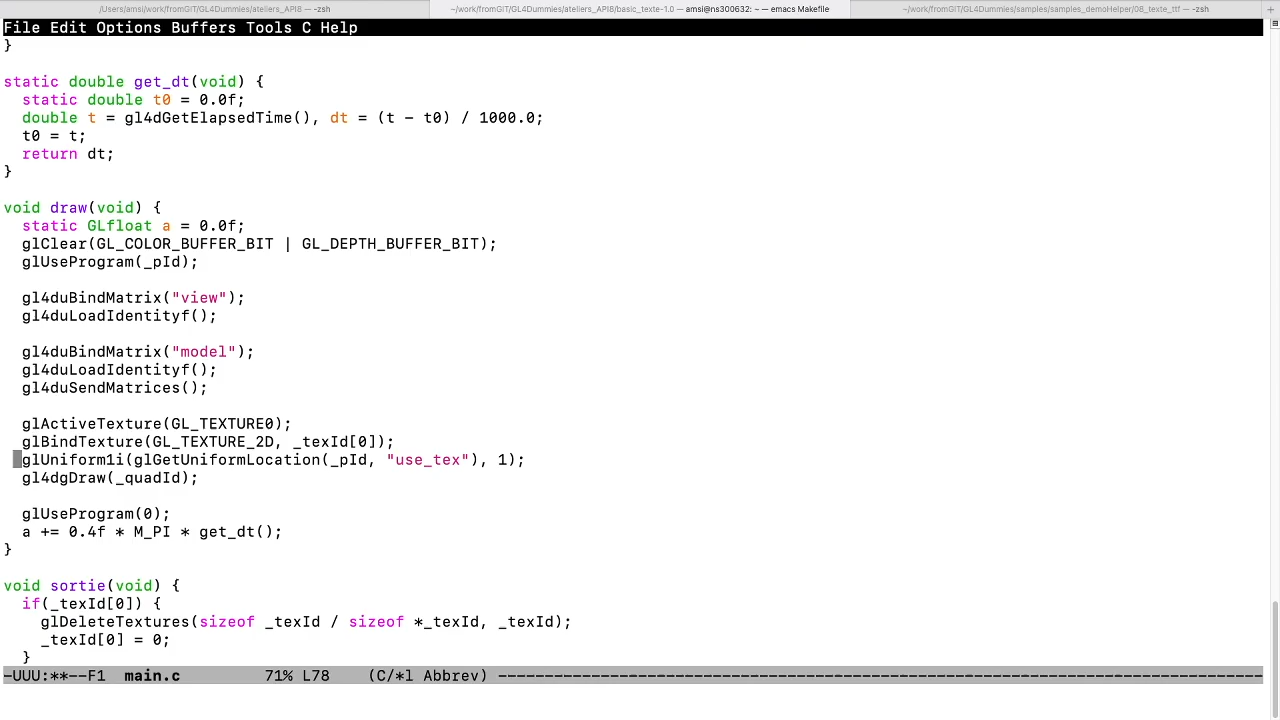 /Users/amsi/work/fromGIT/GL4Dummies/ateliers_API8 — -zsh
~/work/fromGIT/GL4Dummies/ateliers_API8/basic_texte-1.0 — amsi@ns300632: ~ — emacs Makefile
~/work/fromGIT/GL4Dummies/samples/samples_demoHelper/08_texte_ttf — -zsh
+
File Edit Options Buffers Tools C Help
}
static double get_dt(void) {
  static double t0 = 0.0f;
  double t = gl4dGetElapsedTime(), dt = (t - t0) / 1000.0;
  t0 = t;
  return dt;
}
void draw(void) {
  static GLfloat a = 0.0f;
  glClear(GL_COLOR_BUFFER_BIT | GL_DEPTH_BUFFER_BIT);
  glUseProgram(_pId);
  gl4duBindMatrix("view");
  gl4duLoadIdentityf();
  gl4duBindMatrix("model");
  gl4duLoadIdentityf();
  gl4duSendMatrices();
  glActiveTexture(GL_TEXTURE0);
  glBindTexture(GL_TEXTURE_2D, _texId[0]);
  glUniform1i(glGetUniformLocation(_pId, "use_tex"), 1);
  gl4dgDraw(_quadId);
  glUseProgram(0);
  a += 0.4f * M_PI * get_dt();
}
void sortie(void) {
  if(_texId[0]) {
    glDeleteTextures(sizeof _texId / sizeof *_texId, _texId);
    _texId[0] = 0;
  }
-UUU:**--F1  main.c         71% L78    (C/*l Abbrev) -----------------------------------------------------------------------------------